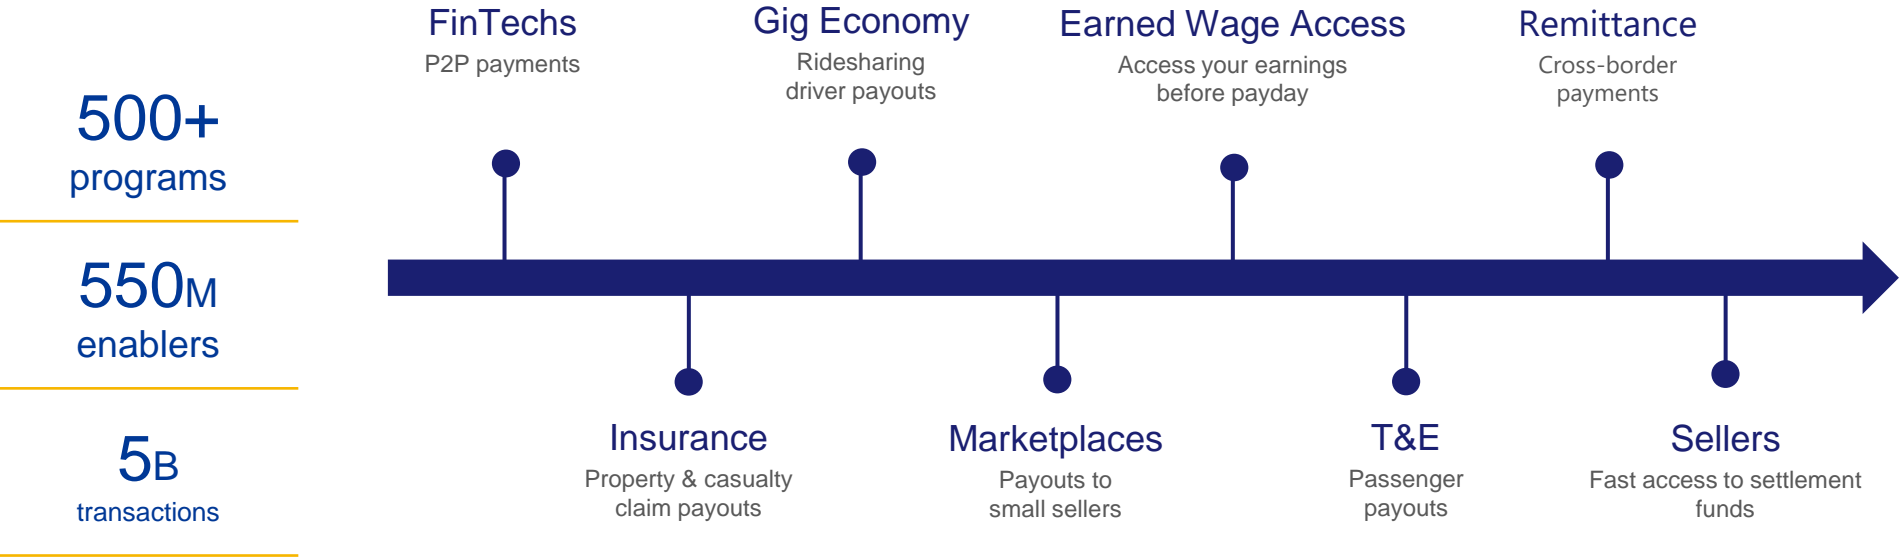 500+
programs
550M
enablers
5B
transactions
FinTechs
P2P payments
Gig Economy
Ridesharing
driver payouts
Earned Wage Access
Access your earnings
before payday
Remittance
Cross-border
payments
Insurance
Property & casualty
claim payouts
Marketplaces
Payouts to
small sellers
T&E
Passenger
payouts
Sellers
Fast access to settlement
funds